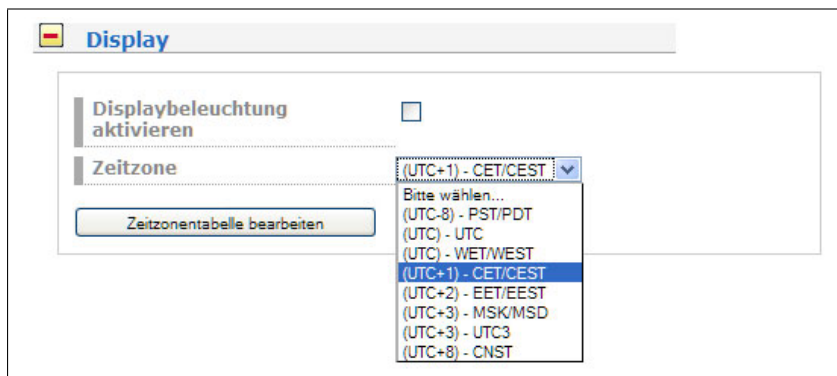 Display
Displaybeleuchtung
aktivieren
Zeitzone
(UTC+1) - CET/CEST
Bitte wählen...
(UTC-8) - PST/PDT
(UTC) - UTC
(UTC) - WET/WEST
(UTC+1) - CET/CEST
(UTC+2) - EET/EEST
(UTC+3) - MSK/MSD
(UTC+3) - UTC3
(UTC+8) - CNST
Zeitzonentabelle bearbeiten